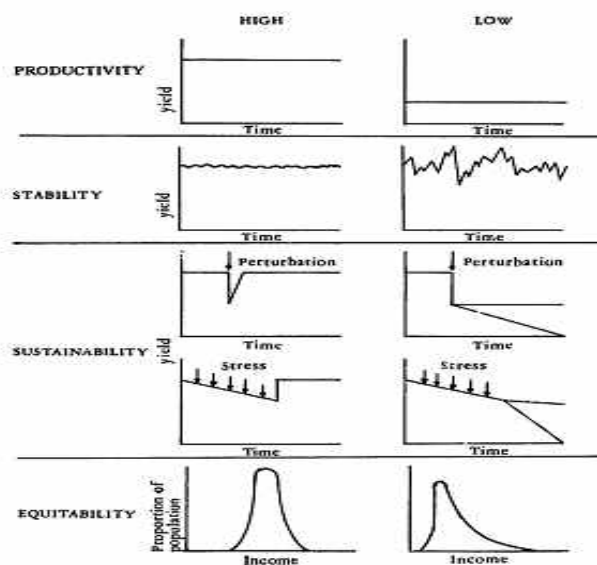 HIGH LOW
PRODUCTIVITY
yield
Time Time
STABILITY
yield
Time Time
Perturbation Perturbation
Time Time
SUSTAINABILITY
yield
Stress Stress
Time Time
EQUITABILITY
Proportion of
population
Income Income